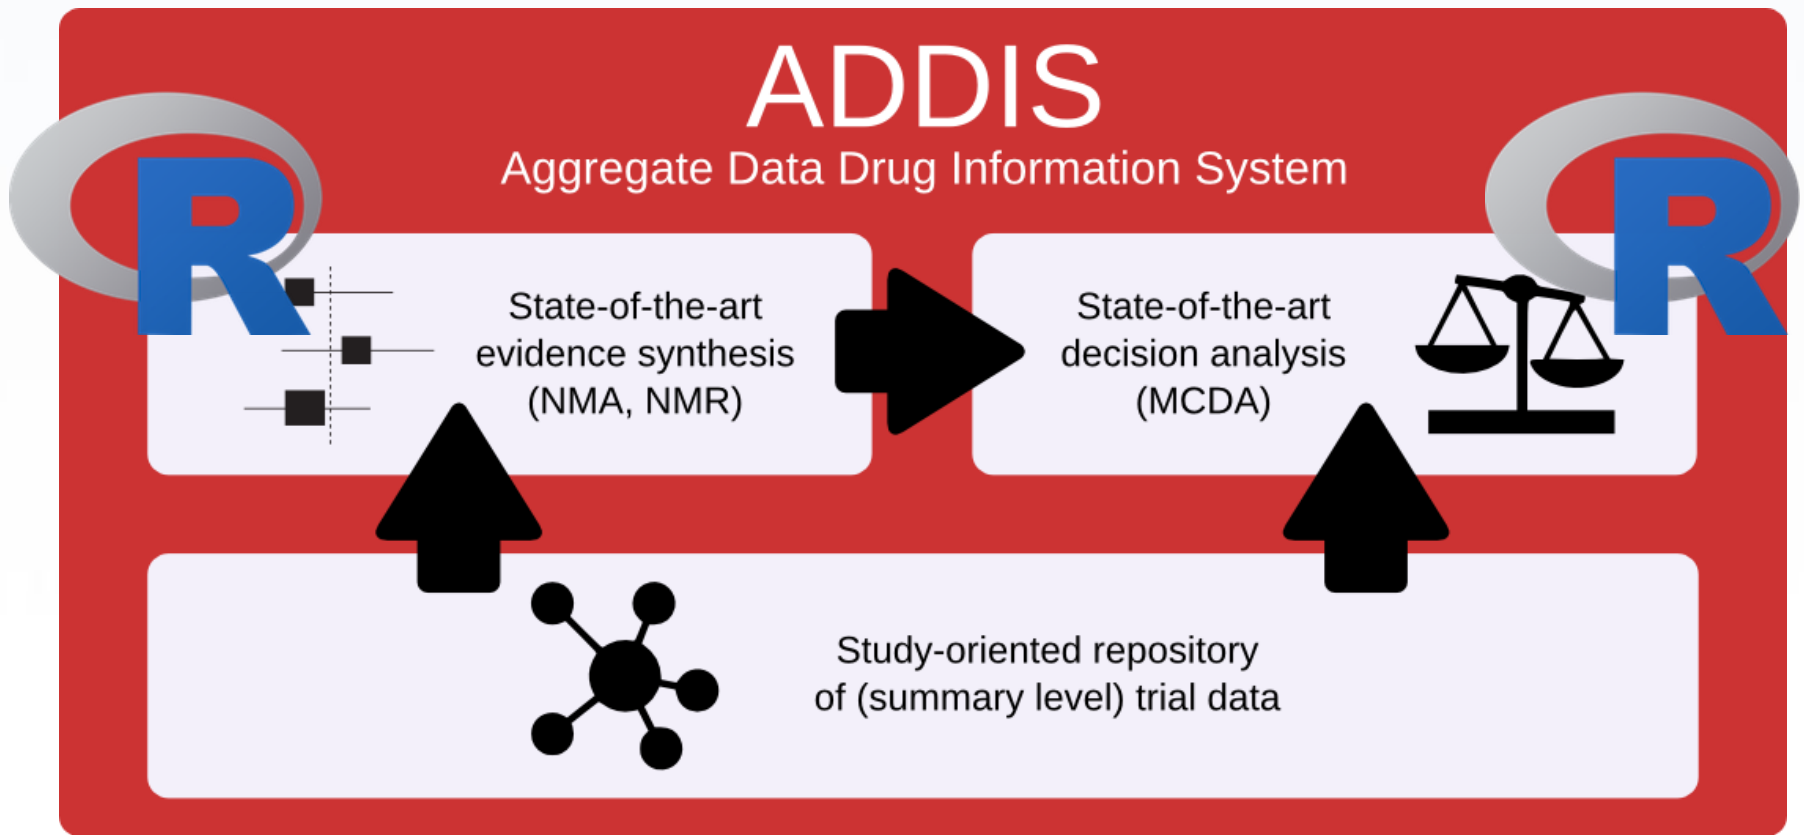 ADDIS
Aggregate Data Drug Information System
R
R
State-of-the-art
evidence synthesis
(NMA, NMR)
State-of-the-art
decision analysis
(MCDA)
Study-oriented repository
of (summary level) trial data